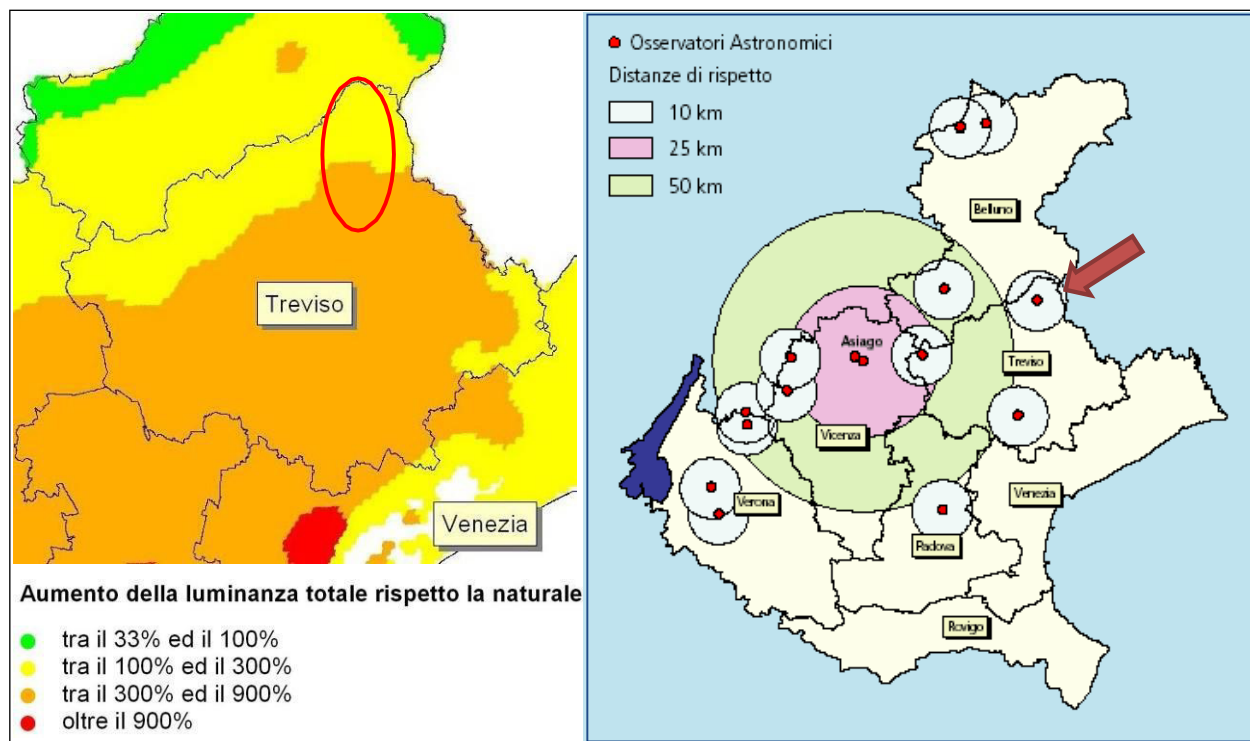 Treviso
Venezia
Aumento della luminanza totale rispetto la naturale
tra il 33% ed il 100%
tra il 100% ed il 300%
tra il 300% ed il 900%
oltre il 900%
Osservatori Astronomici
Distanze di rispetto
10 km
25 km
50 km
Belluno
Asiago
Treviso
Vicenza
Verona
Venezia
Padova
Rovigo